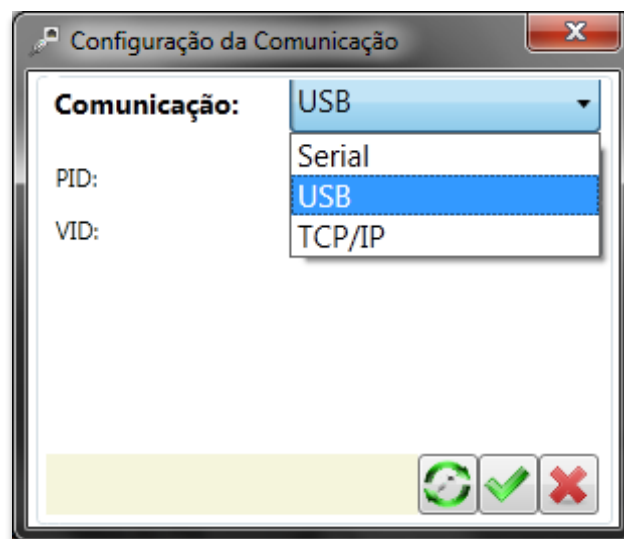 Configuração da Comunicação
Comunicação: USB
Serial
PID:
USB
VID:
TCP/IP